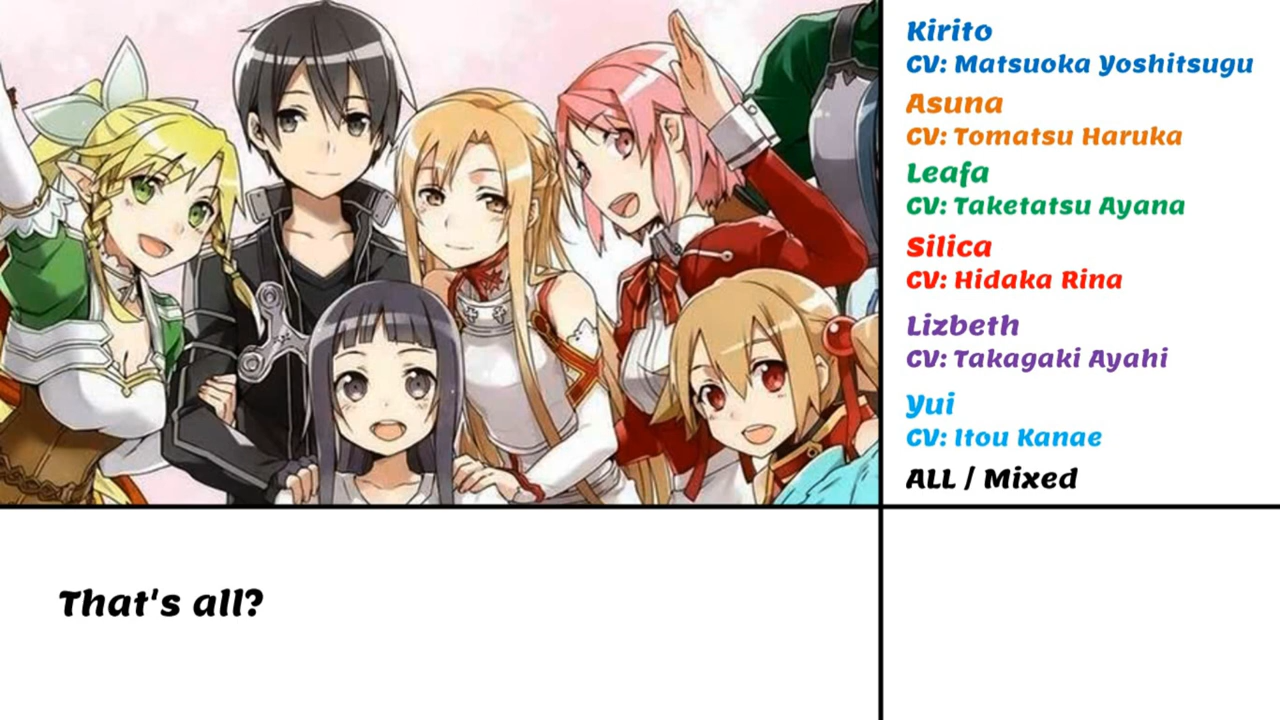 Kirito
CV: Matsuoka Yoshitsugu
Asuna
CV: Tomatsu Haruka
Leafa
CV: Taketatsu Ayana
Silica
CV: Hidaka Rina
Lizbeth
CV: Takagaki Ayahi
Yui
CV: Itou Kanae
ALL / Mixed
That's all?